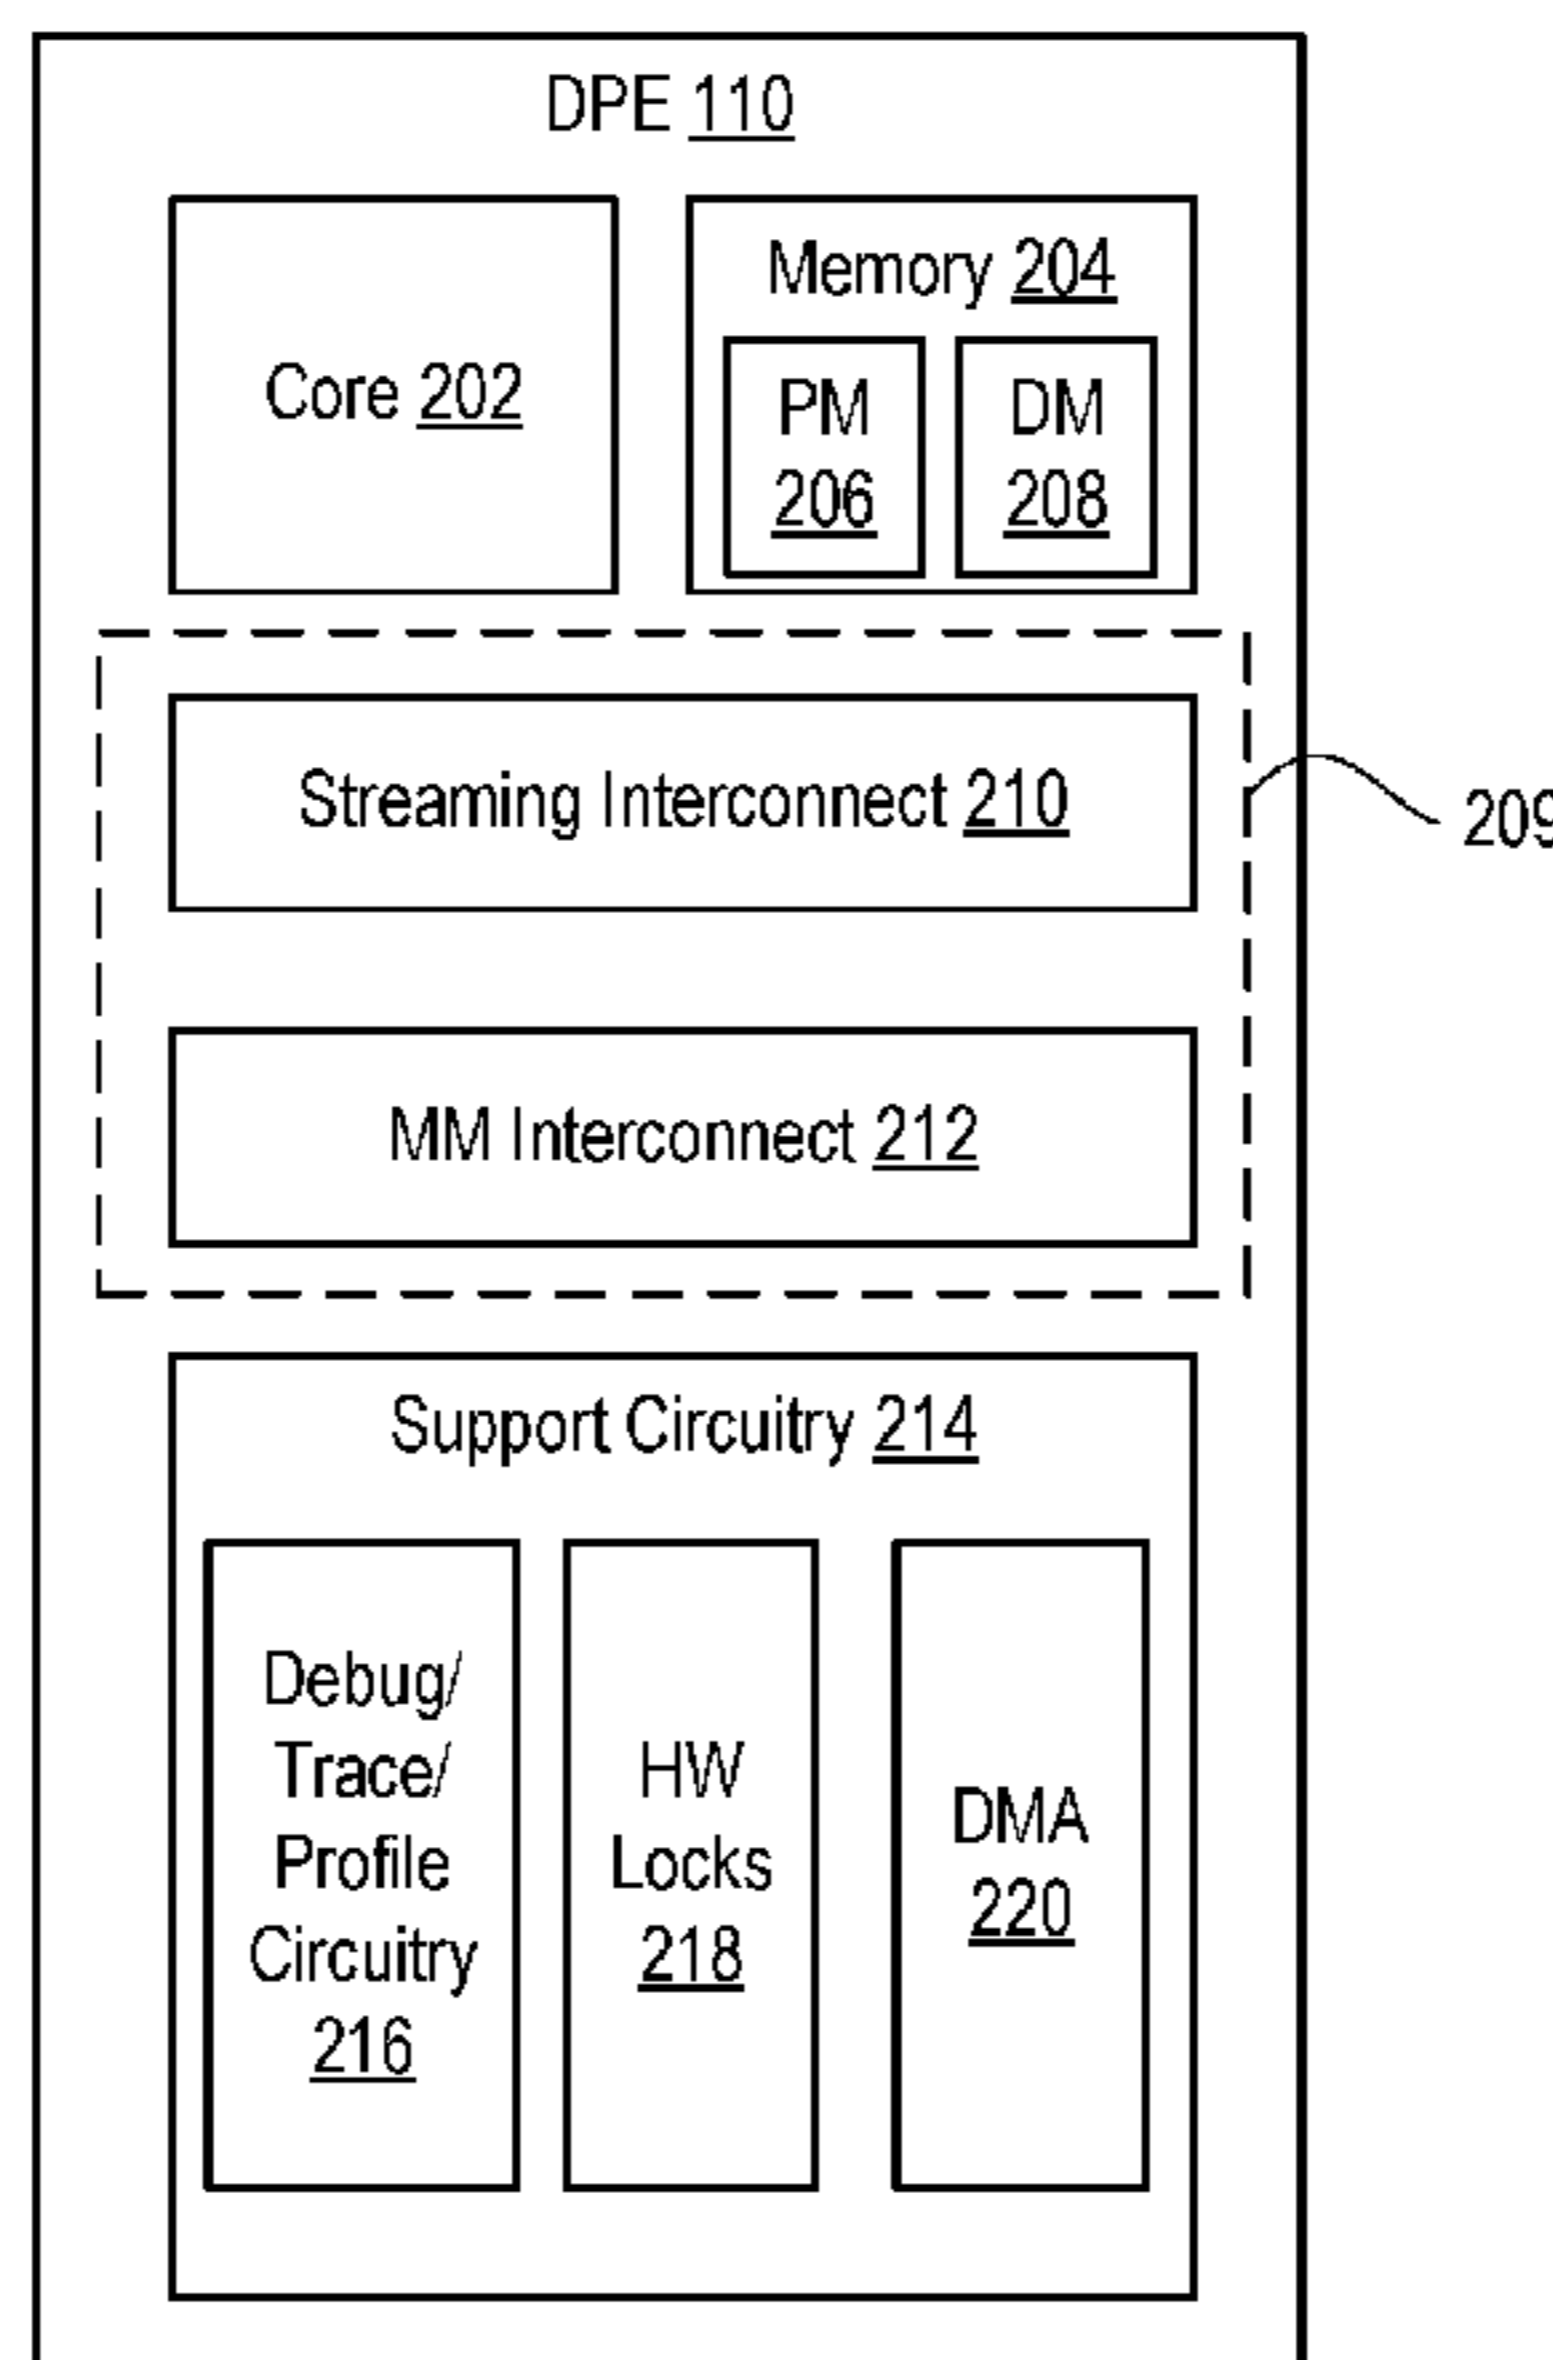 DPE 110
Core 202
Memory 204
PM
206
DM
208
Streaming Interconnect 210
209
MM Interconnect 212
Support Circuitry 214
Debug/
Trace/
Profile
Circuitry
216
HW
Locks
218
DMA
220